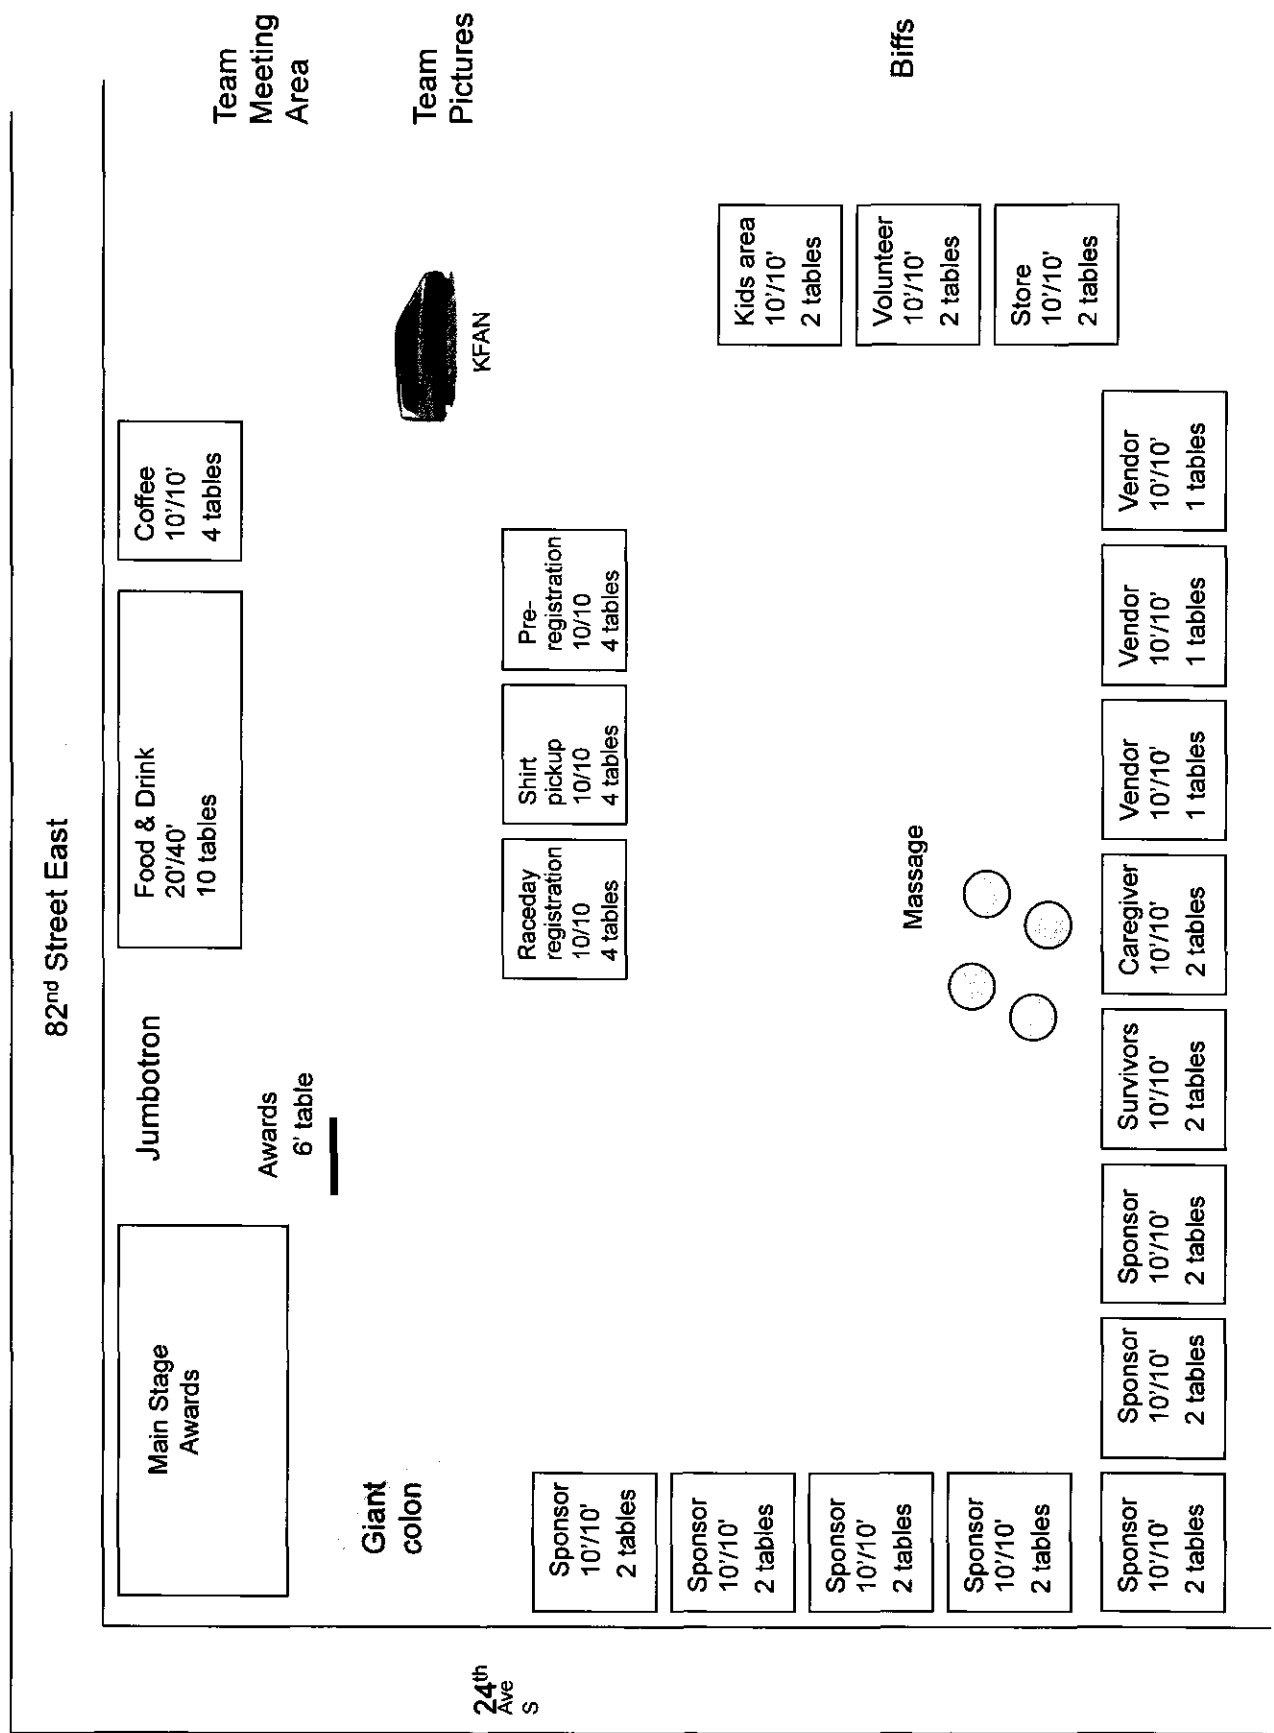 82nd Street East
24th
Ave
S
Main Stage
Awards
Jumbotron
Awards
6' table
Food & Drink
20'/40'
10 tables
Coffee
10'/10'
4 tables
Team
Meeting
Area
Giant
colon
KFAN
Team
Pictures
Raceday
registration
10/10
4 tables
Shirt
pickup
10/10
4 tables
Pre-
registration
10/10
4 tables
Sponsor
10'/10'
2 tables
Sponsor
10'/10'
2 tables
Sponsor
10'/10'
2 tables
Sponsor
10'/10'
2 tables
Massage
Kids area
10'/10'
2 tables
Volunteer
10'/10'
2 tables
Store
10'/10'
2 tables
Biffs
Sponsor
10'/10'
2 tables
Sponsor
10'/10'
2 tables
Sponsor
10'/10'
2 tables
Survivors
10'/10'
2 tables
Caregiver
10'/10'
2 tables
Vendor
10'/10'
1 tables
Vendor
10'/10'
1 tables
Vendor
10'/10'
1 tables